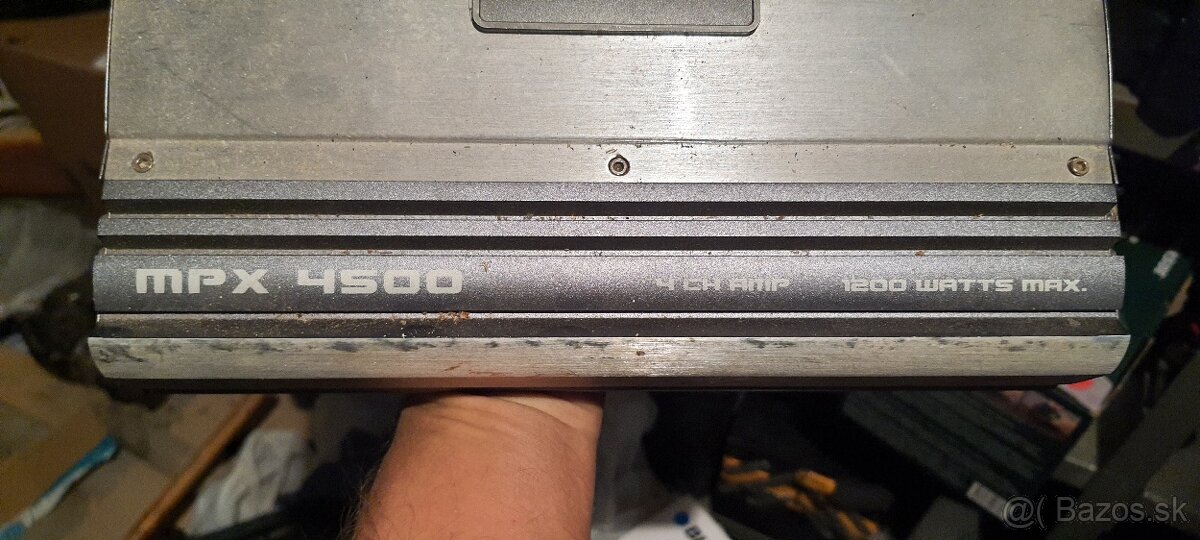 MPX 4500 4 CH AMP 1200 WATTS MAX.
@( Bazos.sk